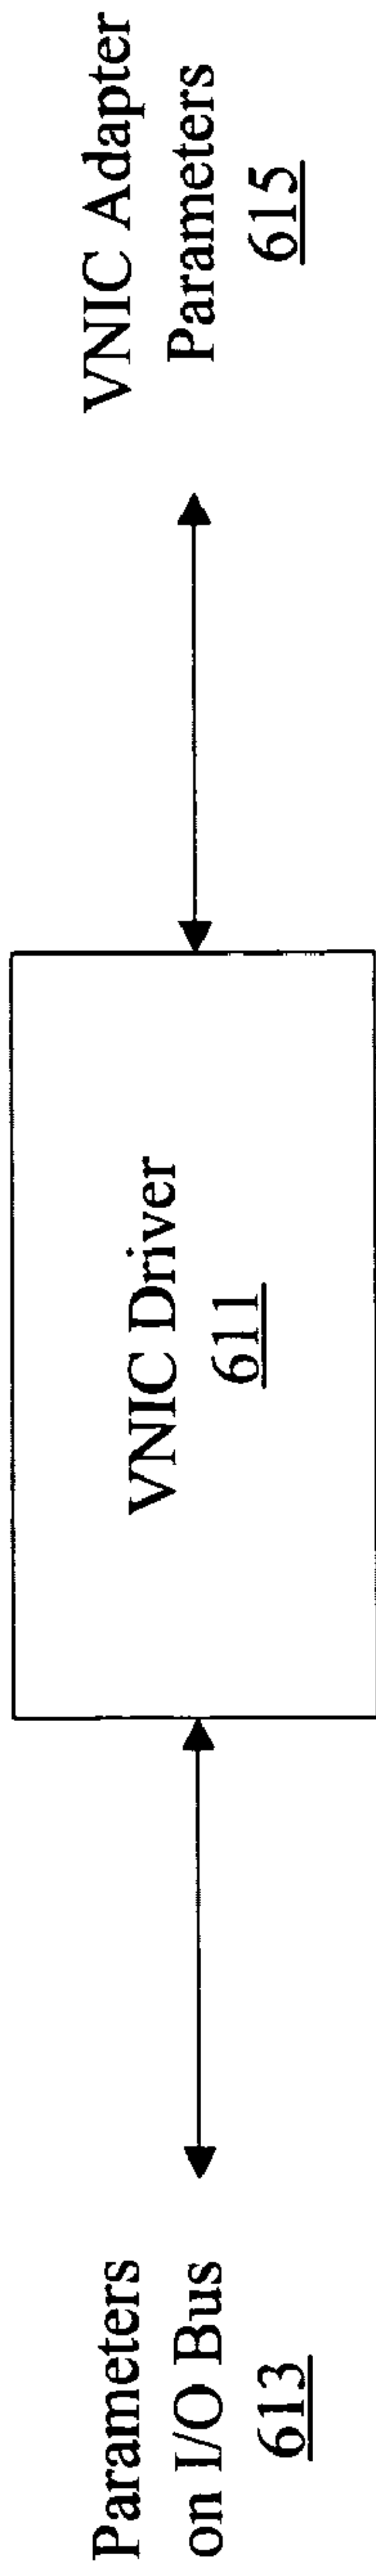 Parameters
on I/O Bus
613
VNIC Driver
611
VNIC Adapter
Parameters
615